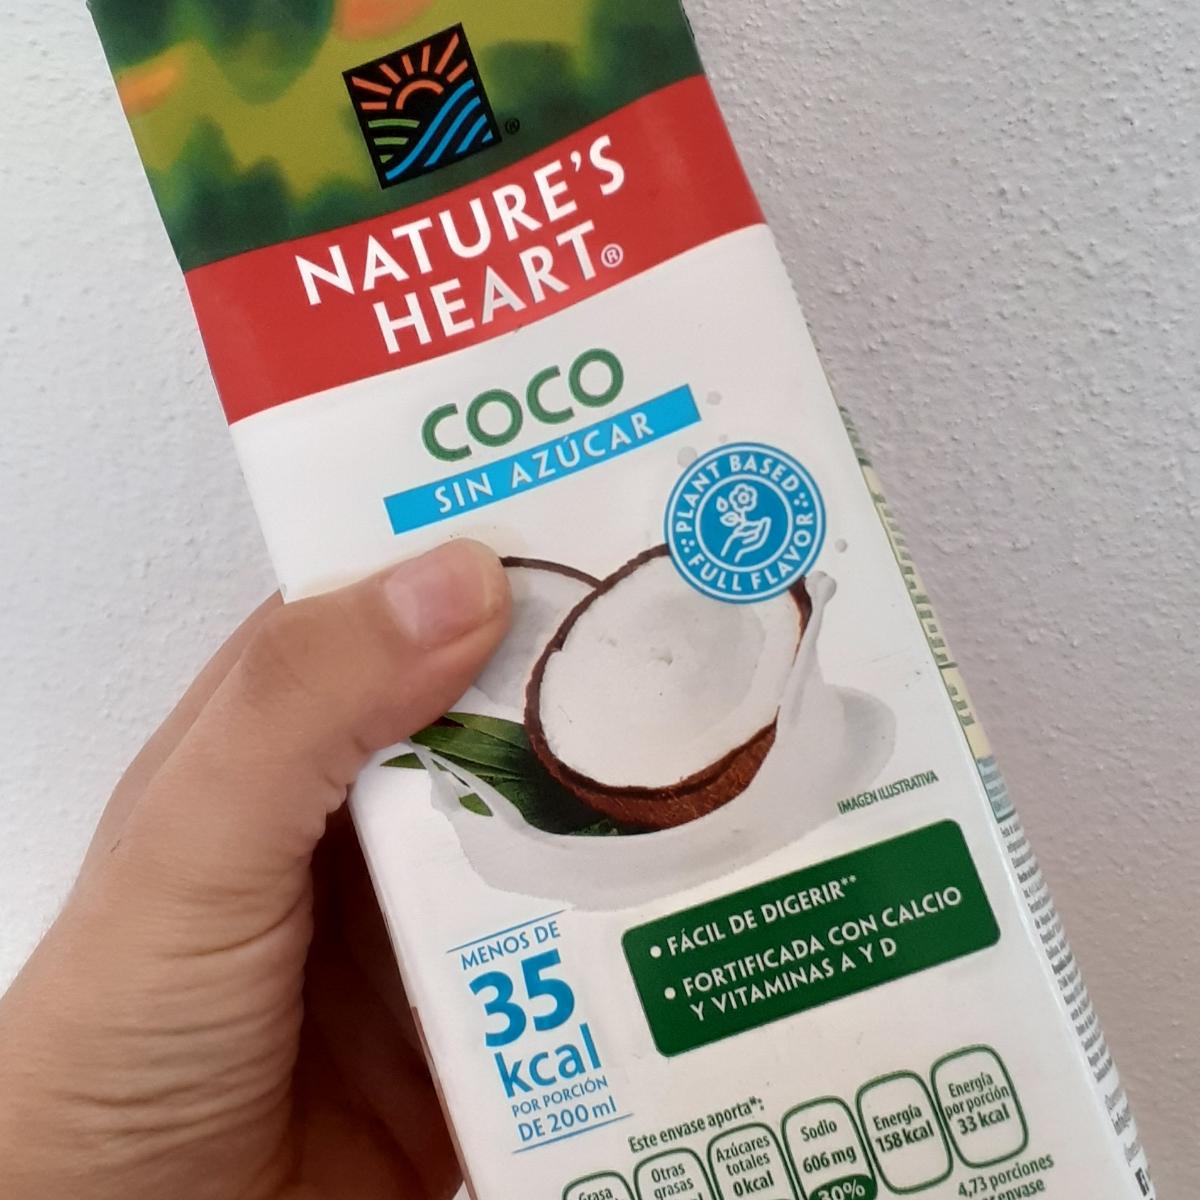 ®
NATURE'S
HEART®
COCO
SIN AZÚCAR
PLANT BASED
FULL FLAVOR
IMAGEN ILUSTRATIVA
• FÁCIL DE DIGERIR**
• FORTIFICADA CON CALCIO
Y VITAMINAS A Y D
MENOS DE
35
kcal
POR PORCIÓN
DE 200 ml
Este envase aporta*:
Grasa
Otras
grasas
Azúcares
totales
0kcal
Sodio
606 mg
30%
Energía
158 kcal
Energía
por porción
33 kcal
4,73 porciones
envase